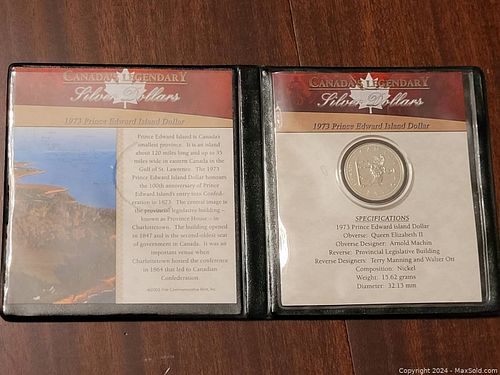 CANADA'S LEGENDARY
Silver Dollars
1973 Prince Edward Island Dollar
Prince Edward Island is Canada's
smallest province. It is an island
about 120 miles long and up to 35
miles wide in eastern Canada in the
Gulf of St. Lawrence. The 1973
Prince Edward Island Dollar honours
the 100th anniversary of Prince
Edward Island's entry into Confed-
eration in 1873. The central image is
the provincial legislative building –
known as Province House – in
Charlottetown. The building opened
in 1847 and is the second-oldest seat
of government in Canada. It was an
important venue when
Charlottetown hosted the conference
in 1864 that led to Canadian
Confederation.
©2002 First Commemorative Mint, Inc.
CANADA'S LEGENDARY
Silver Dollars
1973 Prince Edward Island Dollar
SPECIFICATIONS
1973 Prince Edward Island Dollar
Obverse: Queen Elizabeth II
Obverse Designer: Arnold Machin
Reverse: Provincial Legislative Building
Reverse Designers: Terry Manning and Walter Ott
Composition: Nickel
Weight: 15.62 grams
Diameter: 32.13 mm
Copyright 2024 - MaxSold.com